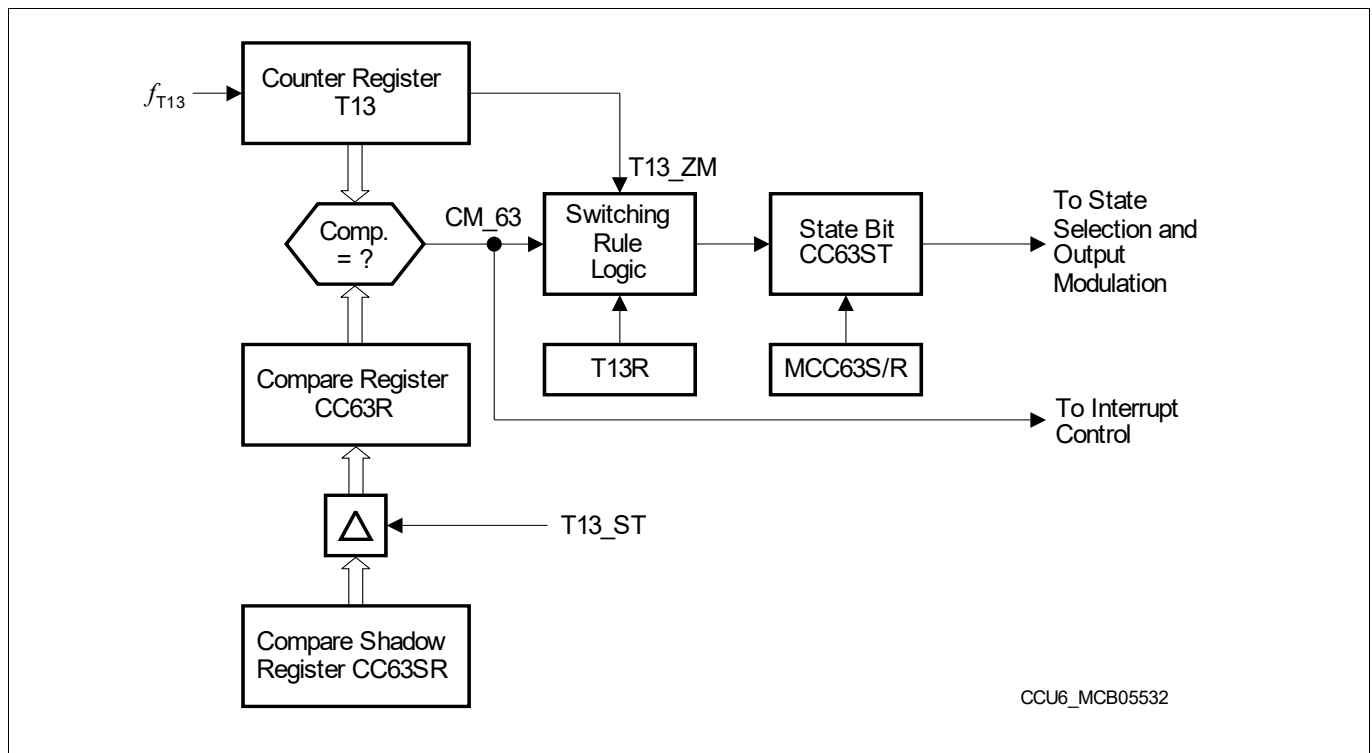 Counter Register
T13
f_T13
T13_ZM
CM_63
Comp.
= ?
Switching
Rule
Logic
State Bit
CC63ST
To State
Selection and
Output
Modulation
T13R
MCC63S/R
Compare Register
CC63R
To Interrupt
Control
T13_ST
Compare Shadow
Register CC63SR
CCU6_MCB05532